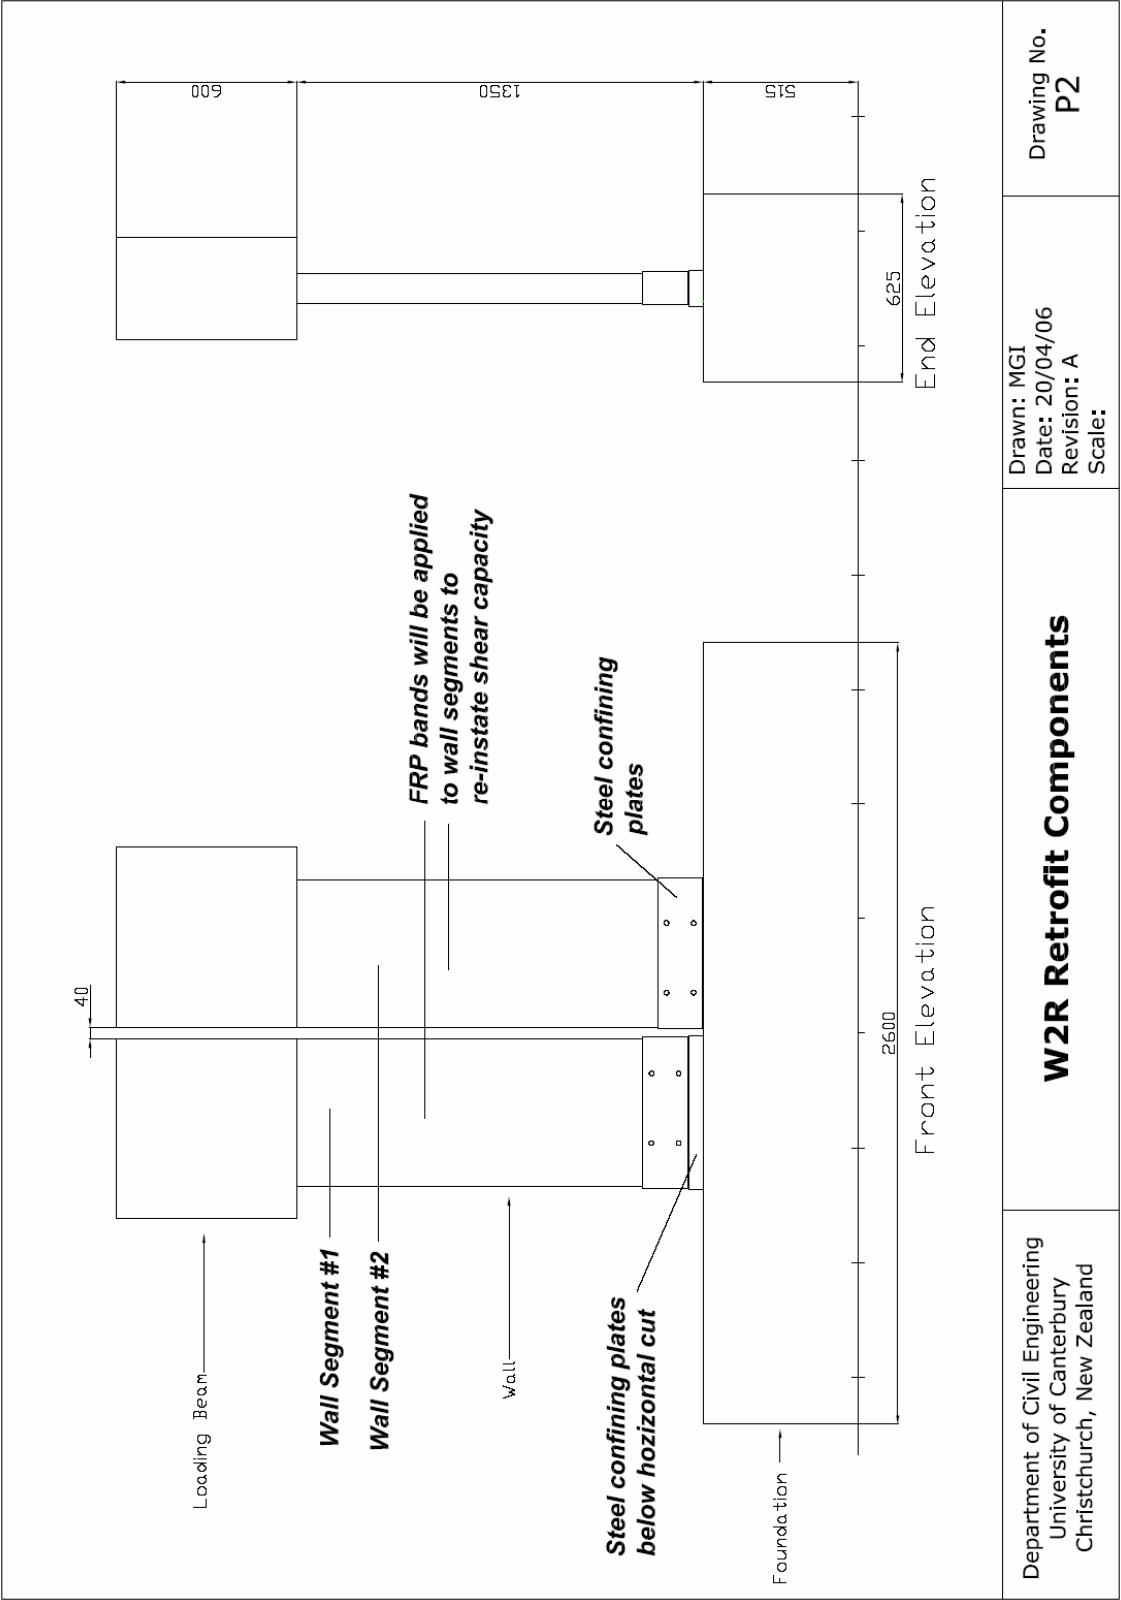 40
600
1350
515
Loading Beam
Wall Segment #1
Wall Segment #2
Wall
FRP bands will be applied
to wall segments to
re-instate shear capacity
Steel confining
plates
Steel confining plates
below hozizontal cut
Foundation
2600
625
Front Elevation
End Elevation
Department of Civil Engineering
University of Canterbury
Christchurch, New Zealand
W2R Retrofit Components
Drawn: MGI
Date: 20/04/06
Revision: A
Scale:
Drawing No.
P2